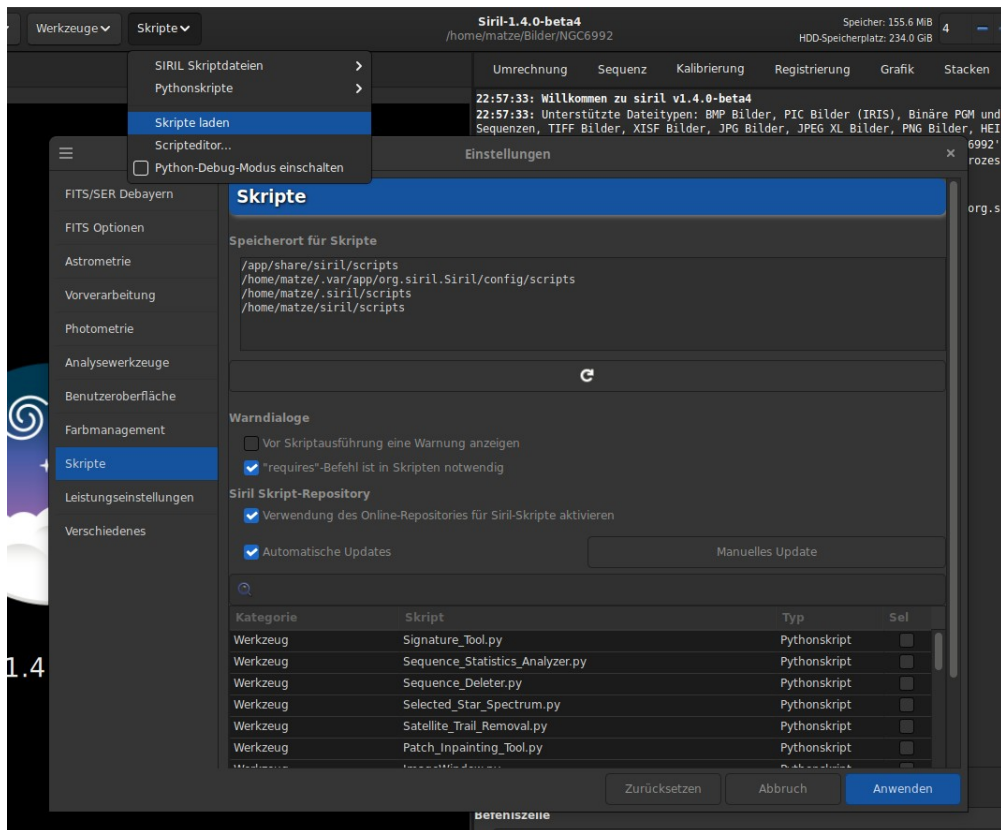 Werkzeuge Skripte
Siril-1.4.0-beta4
/home/matze/Bilder/NGC6992
Speicher: 155.6 MiB
HDD-Speicherplatz: 234.0 GiB
4
SIRIL Skriptdateien
Pythonskripte
Skripte laden
Scripteditor...
Python-Debug-Modus einschalten
Umrechnung Sequenz Kalibrierung Registrierung Grafik Stacken
22:57:33: Willkommen zu siril v1.4.0-beta4
22:57:33: Unterstützte Dateitypen: BMP Bilder, PIC Bilder (IRIS), Binäre PGM und
Sequenzen, TIFF Bilder, XISF Bilder, JPG Bilder, JPEG XL Bilder, PNG Bilder, HEI
6992'
rozes
org.s
Einstellungen
FITS/SER Debayern
FITS Optionen
Astrometrie
Vorverarbeitung
Photometrie
Analysewerkzeuge
Benutzeroberfläche
Farbmanagement
Skripte
Leistungseinstellungen
Verschiedenes
Skripte
Speicherort für Skripte
/app/share/siril/scripts
/home/matze/.var/app/org.siril.Siril/config/scripts
/home/matze/.siril/scripts
/home/matze/siril/scripts
Warndialoge
Vor Skriptausführung eine Warnung anzeigen
"requires"-Befehl ist in Skripten notwendig
Siril Skript-Repository
Verwendung des Online-Repositories für Siril-Skripte aktivieren
Automatische Updates Manuelles Update
Kategorie Skript Typ Sel
Werkzeug Signature_Tool.py Pythonskript
Werkzeug Sequence_Statistics_Analyzer.py Pythonskript
Werkzeug Sequence_Deleter.py Pythonskript
Werkzeug Selected_Star_Spectrum.py Pythonskript
Werkzeug Satellite_Trail_Removal.py Pythonskript
Werkzeug Patch_Inpainting_Tool.py Pythonskript
1.4
Zurücksetzen Abbruch Anwenden
Befehlszeile